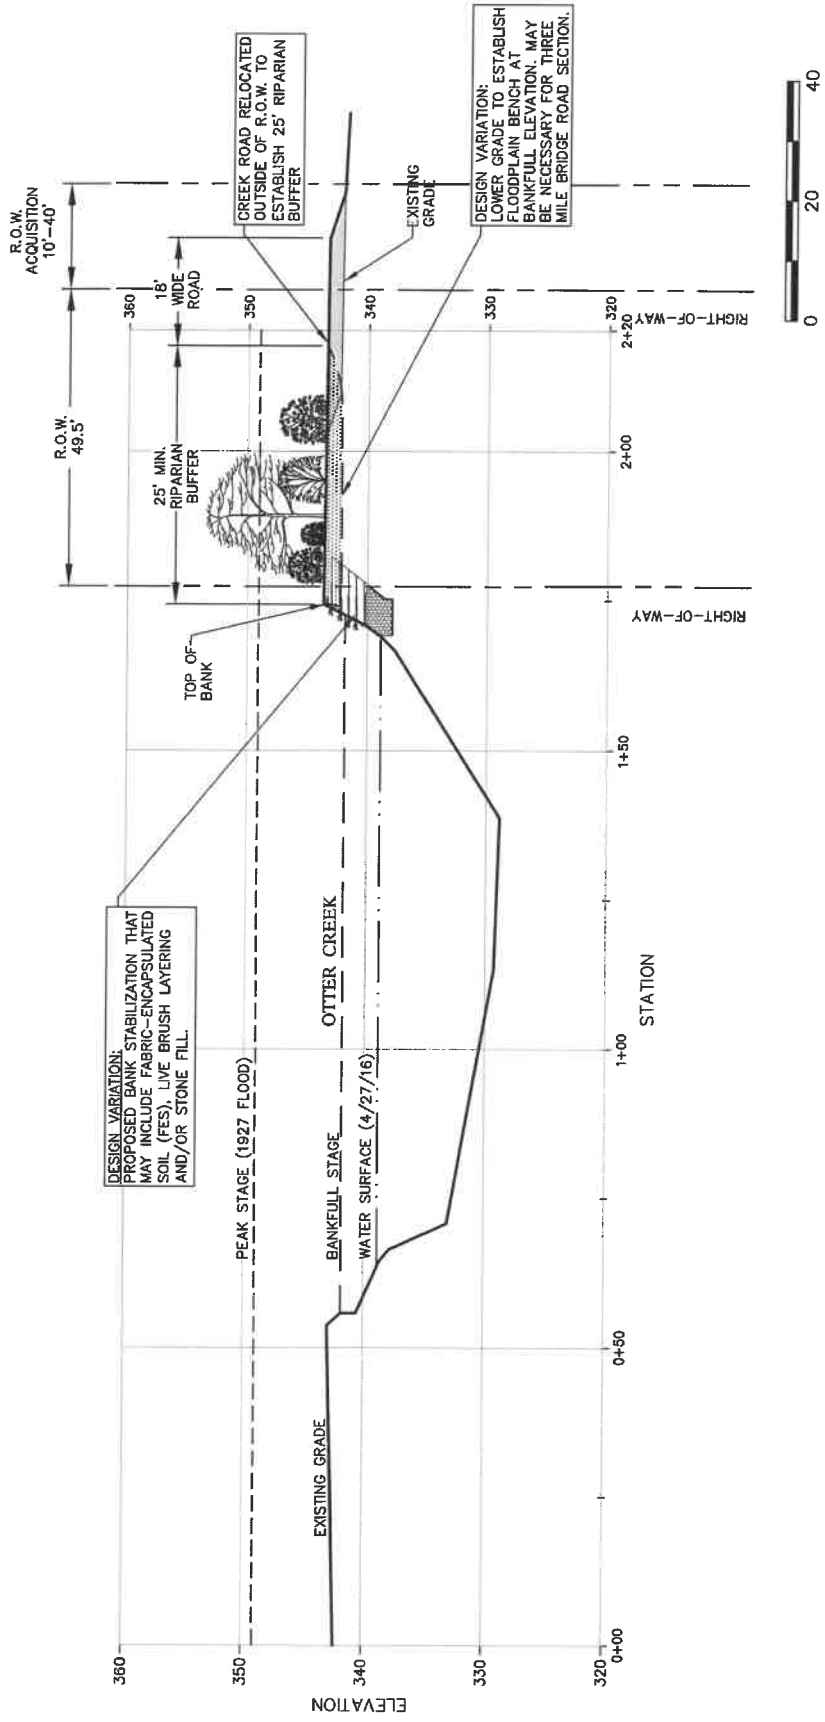 R.O.W.
ACQUISITION
10'-40'
R.O.W.
49.5'
18'
WIDE
ROAD
25' MIN.
RIPARIAN
BUFFER
CREEK ROAD RELOCATED
OUTSIDE OF R.O.W. TO
ESTABLISH 25' RIPARIAN
BUFFER
TOP OF
BANK
EXISTING
GRADE
DESIGN VARIATION:
LOWER GRADE TO ESTABLISH
FLOODPLAIN BENCH AT
BANKFULL ELEVATION. MAY
BE NECESSARY FOR THREE
MILE BRIDGE ROAD SECTION.
DESIGN VARIATION:
PROPOSED BANK STABILIZATION THAT
MAY INCLUDE FABRIC-ENCAPSULATED
SOIL (FES), LIVE BRUSH LAYERING
AND/OR STONE FILL.
PEAK STAGE (1927 FLOOD)
BANKFULL STAGE
OTTER CREEK
WATER SURFACE (4/27/16)
EXISTING GRADE
RIGHT-OF-WAY
RIGHT-OF-WAY
360
350
340
330
320
360
350
340
330
320
ELEVATION
0+00
0+50
1+00
1+50
2+00
2+20
STATION
0
20
40